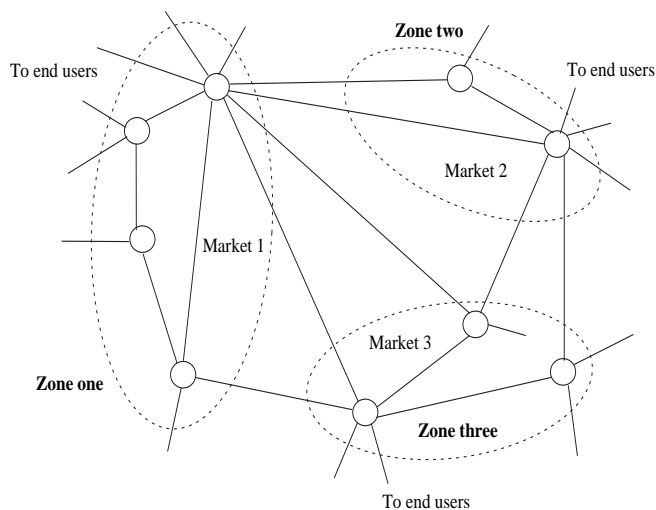 Zone two
To end users
To end users
Market 2
Market 1
Market 3
Zone one
Zone three
To end users